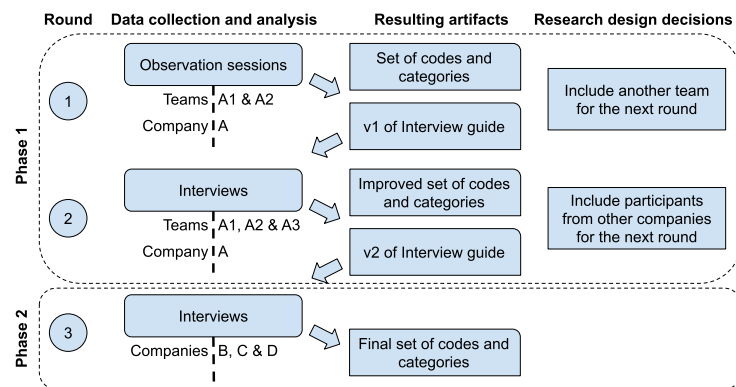 Round
Data collection and analysis
Resulting artifacts
Research design decisions
Phase 1
1
Observation sessions
Teams A1 & A2
Company A
Set of codes and
categories
v1 of Interview guide
Include another team
for the next round
2
Interviews
Teams A1, A2 & A3
Company A
Improved set of codes
and categories
v2 of Interview guide
Include participants
from other companies
for the next round
Phase 2
3
Interviews
Companies B, C & D
Final set of codes and
categories